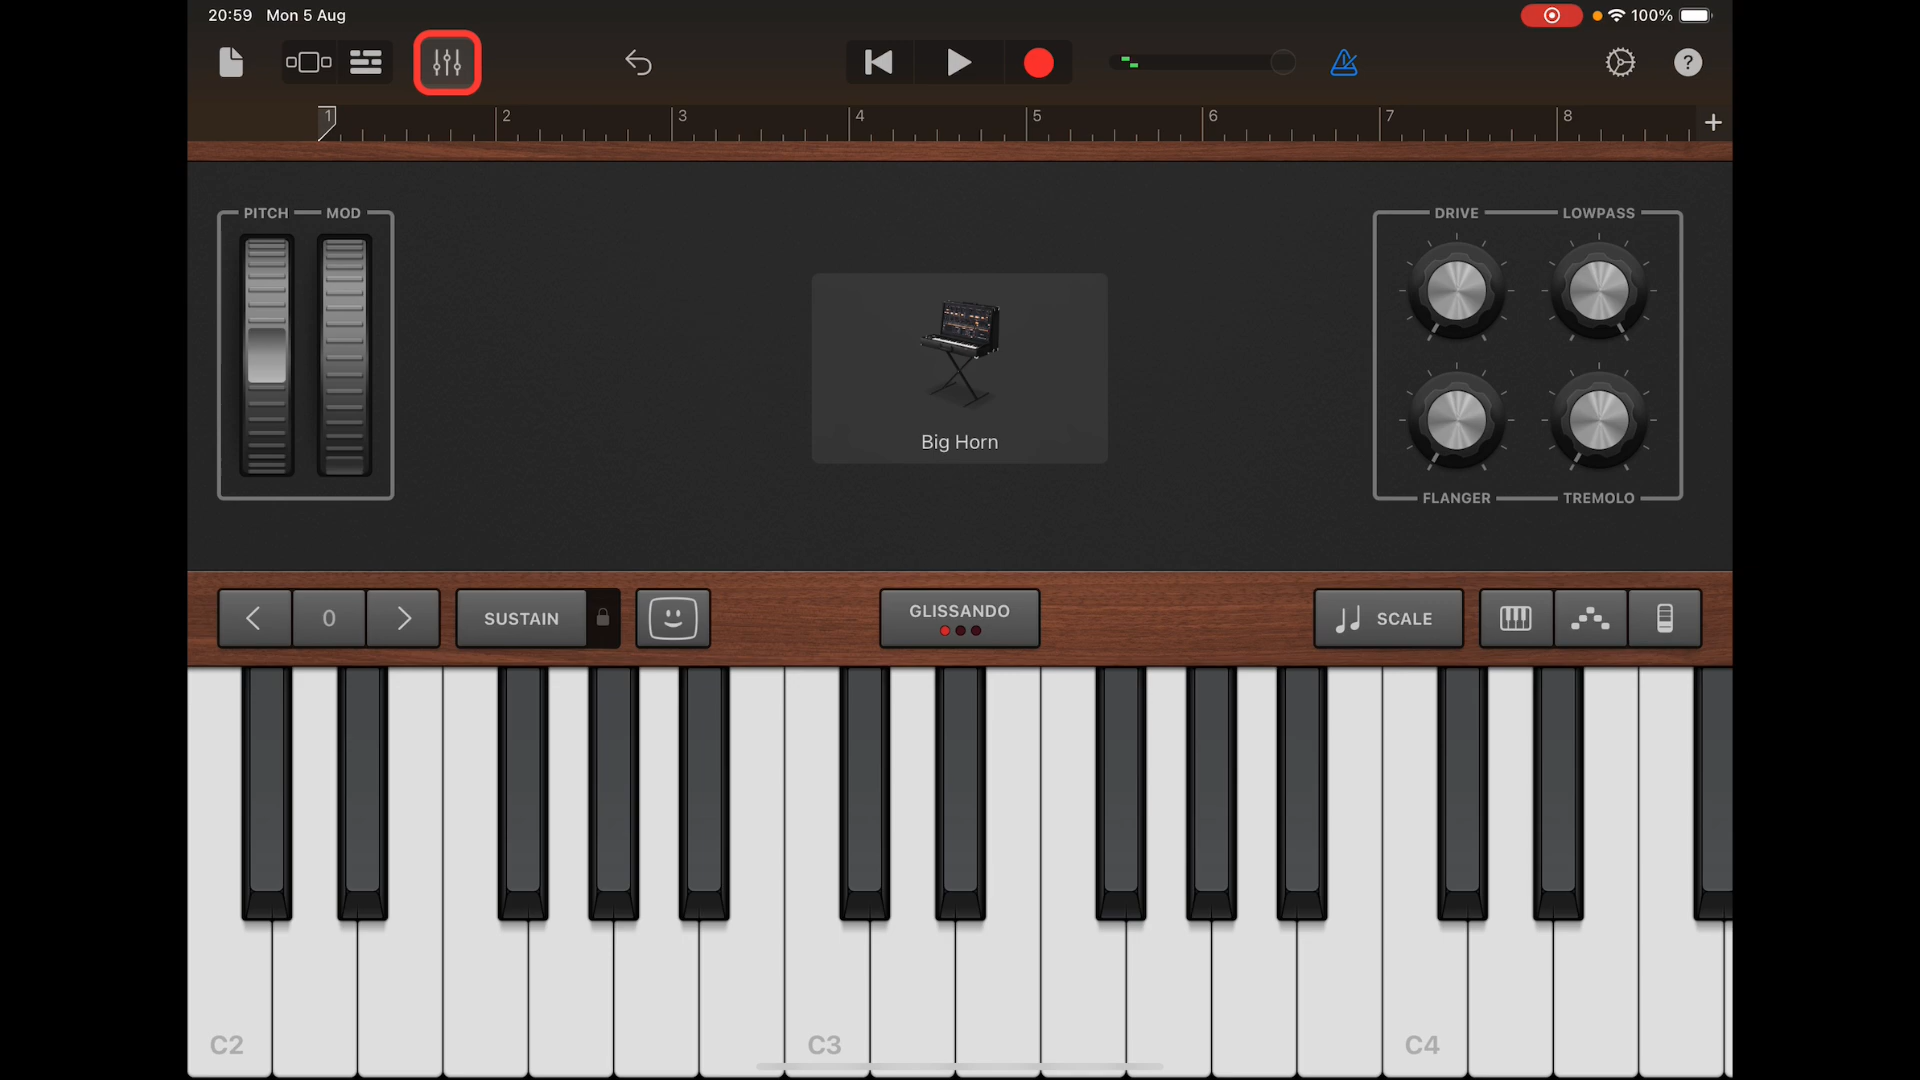 20:59 Mon 5 Aug
100%
?
1 2 3 4 5 6 7 8 +
PITCH MOD
DRIVE LOWPASS
Big Horn
FLANGER TREMOLO
0 SUSTAIN GLISSANDO SCALE
C2 C3 C4